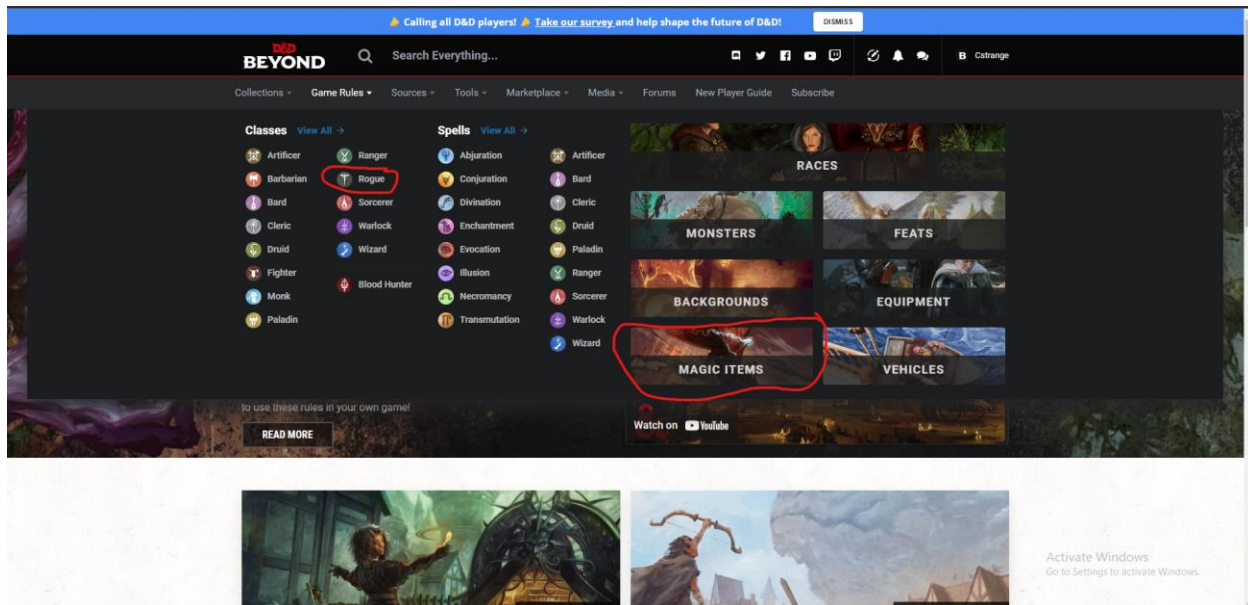 Calling all D&D players! Take our survey and help shape the future of D&D! DISMISS
D&D
BEYOND
Search Everything...
B Cstrange
Collections Game Rules Sources Tools Marketplace Media Forums New Player Guide Subscribe
Classes View All →
Artificer
Barbarian
Bard
Cleric
Druid
Fighter
Monk
Paladin
Ranger
Rogue
Sorcerer
Warlock
Wizard
Blood Hunter
Spells View All →
Abjuration
Conjuration
Divination
Enchantment
Evocation
Illusion
Necromancy
Transmutation
Artificer
Bard
Cleric
Druid
Paladin
Ranger
Sorcerer
Warlock
Wizard
RACES
MONSTERS
FEATS
BACKGROUNDS
EQUIPMENT
MAGIC ITEMS
VEHICLES
to use these rules in your own game!
READ MORE
Watch on YouTube
Activate Windows
Go to Settings to activate Windows.